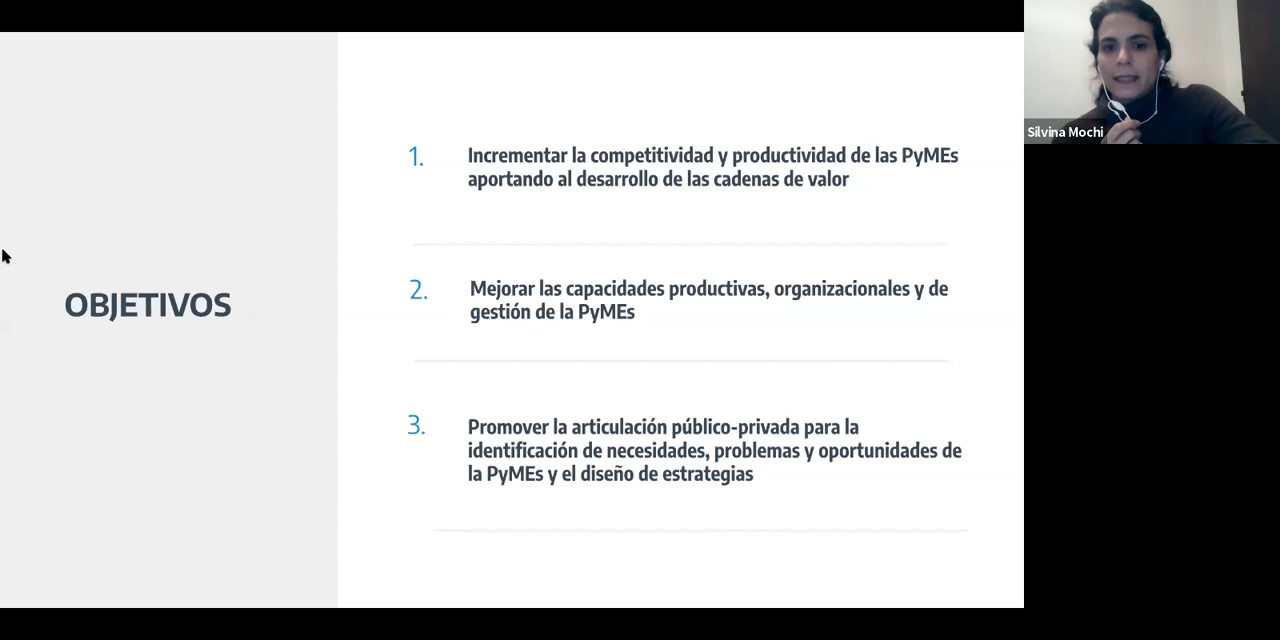 OBJETIVOS
1.
Incrementar la competitividad y productividad de las PyMEs
aportando al desarrollo de las cadenas de valor
2.
Mejorar las capacidades productivas, organizacionales y de
gestión de la PyMEs
3.
Promover la articulación público-privada para la
identificación de necesidades, problemas y oportunidades de
la PyMEs y el diseño de estrategias
Silvina Mochi